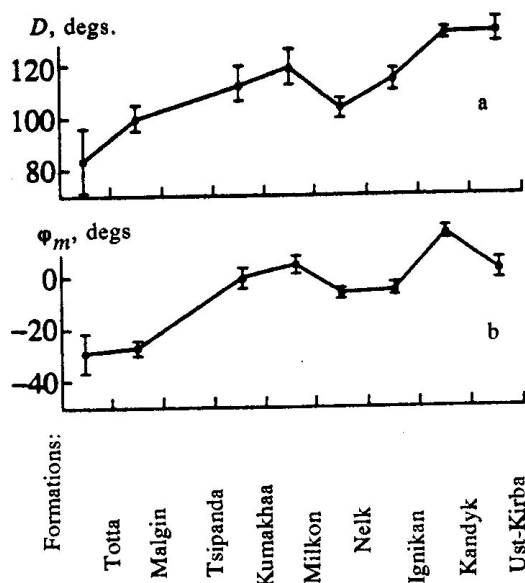 D, degs.
120
100
80
a
φm, degs
0
−20
−40
b
Formations:
Totta
Malgin
Tsipanda
Kumakhaa
Milkon
Nelk
Ignikan
Kandyk
Ust-Kirba